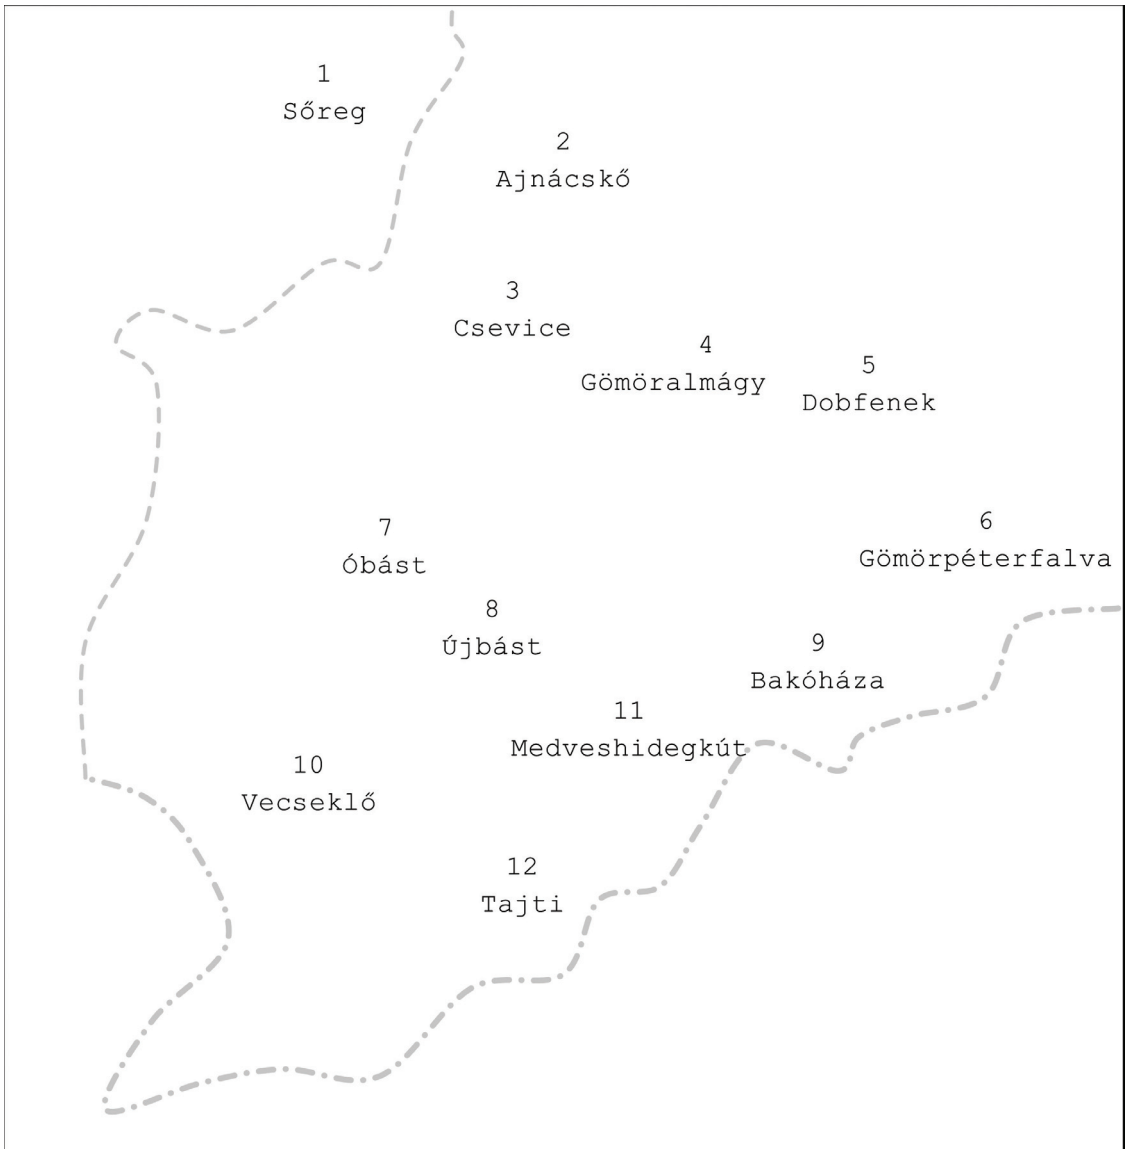 1
Sőreg
2
Ajnácskő
3
Csevice
4
Gömöralmágy
5
Dobfenek
6
Gömörpéterfalva
7
Óbást
8
Újbást
9
Bakóháza
10
Vecseklő
11
Medveshidegkút
12
Tajti